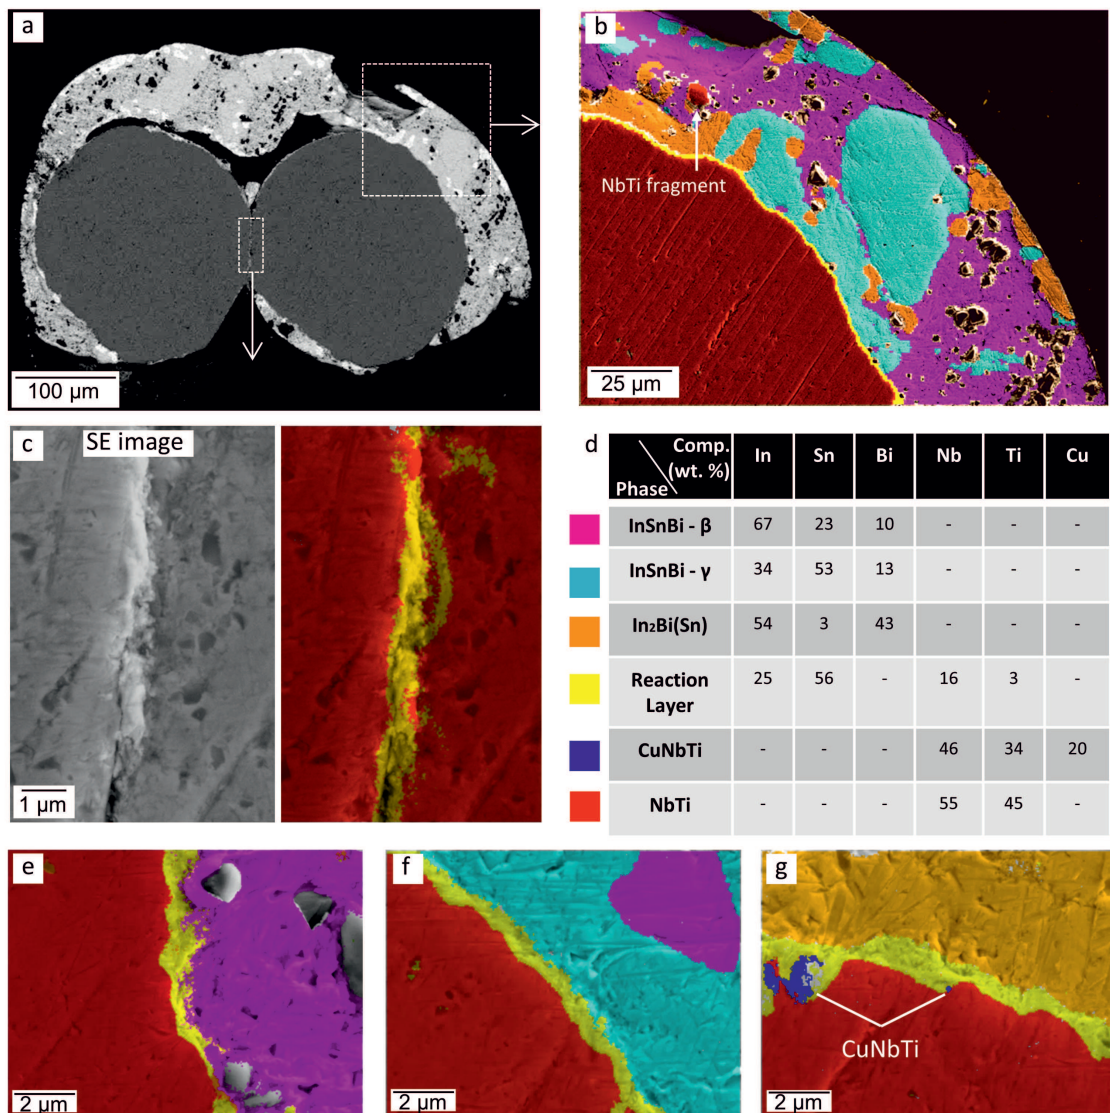 a
100 µm
b
NbTi fragment
25 µm
c
SE image
1 µm
d
Comp. (wt. %)
Phase
In Sn Bi Nb Ti Cu
InSnBi - β 67 23 10 - - -
InSnBi - γ 34 53 13 - - -
In₂Bi(Sn) 54 3 43 - - -
Reaction Layer 25 56 - 16 3 -
CuNbTi - - - 46 34 20
NbTi - - - 55 45 -
e
2 µm
f
2 µm
g
CuNbTi
2 µm